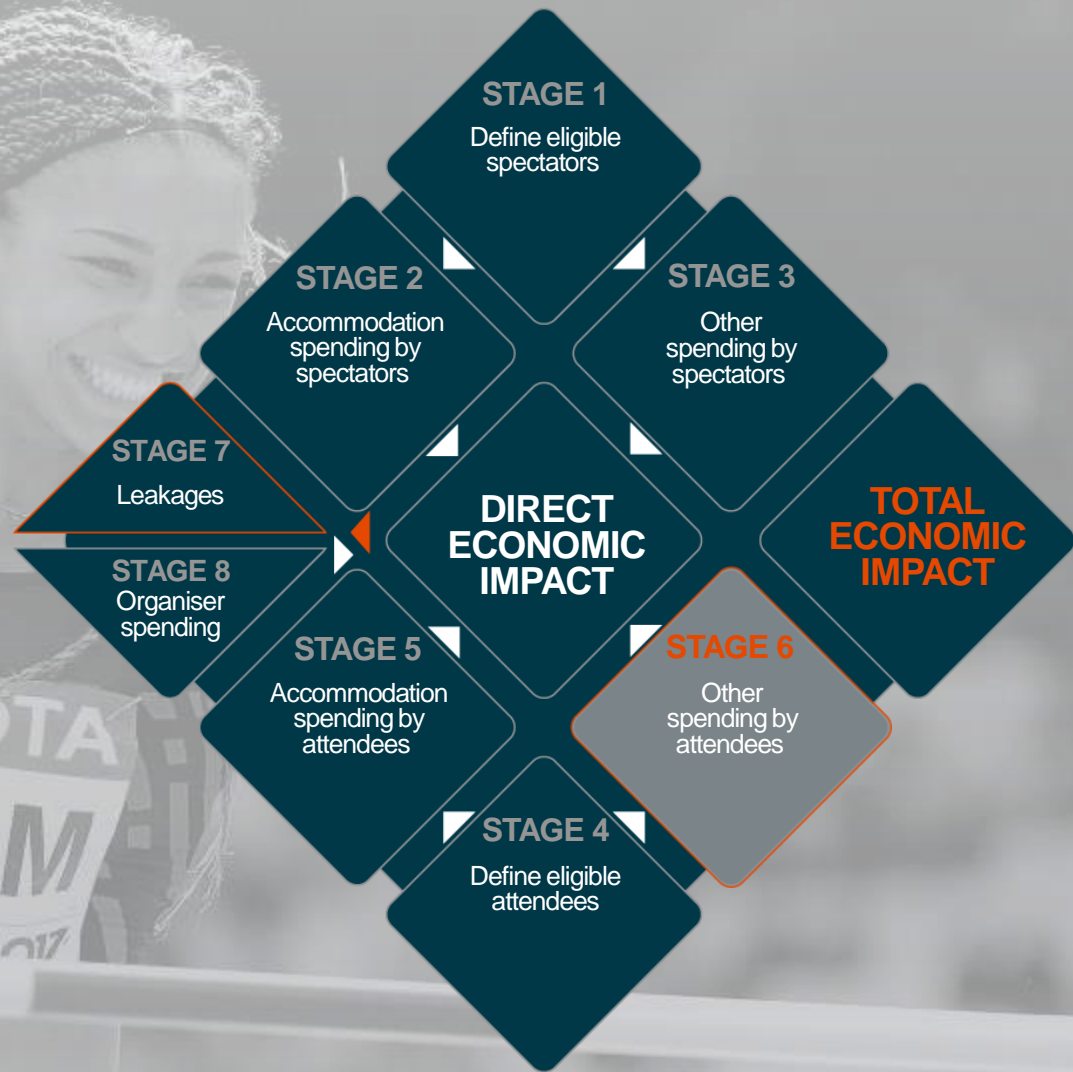 STAGE 1
Define eligible
spectators
STAGE 2
Accommodation
spending by
spectators
STAGE 3
Other
spending by
spectators
STAGE 7
Leakages
STAGE 8
Organiser
spending
DIRECT
ECONOMIC
IMPACT
TOTAL
ECONOMIC
IMPACT
STAGE 5
Accommodation
spending by
attendees
STAGE 6
Other
spending by
attendees
STAGE 4
Define eligible
attendees
OTA
M